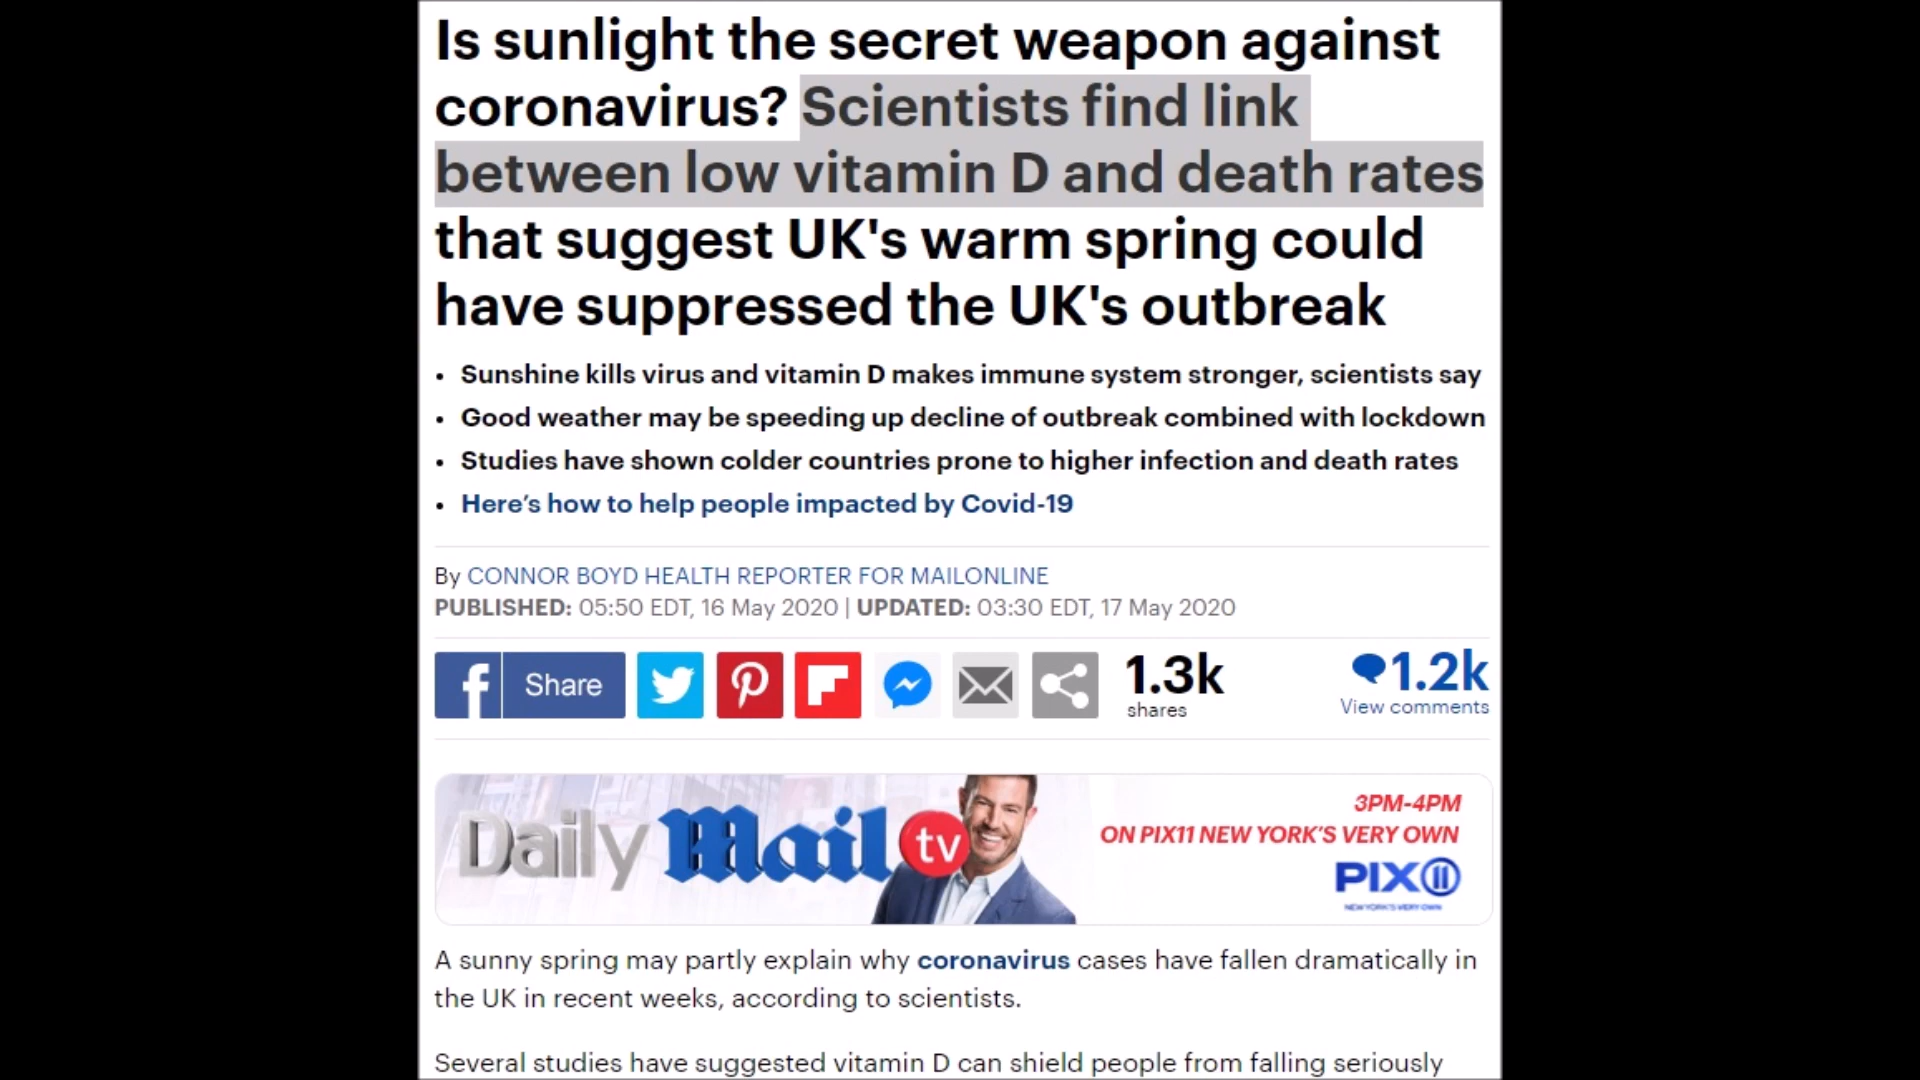 Is sunlight the secret weapon against
coronavirus? Scientists find link
between low vitamin D and death rates
that suggest UK's warm spring could
have suppressed the UK's outbreak
• Sunshine kills virus and vitamin D makes immune system stronger, scientists say
• Good weather may be speeding up decline of outbreak combined with lockdown
• Studies have shown colder countries prone to higher infection and death rates
• Here's how to help people impacted by Covid-19
By CONNOR BOYD HEALTH REPORTER FOR MAILONLINE
PUBLISHED: 05:50 EDT, 16 May 2020 | UPDATED: 03:30 EDT, 17 May 2020
f Share
1.3k
shares
1.2k
View comments
Daily Mail tv
3PM-4PM
ON PIX11 NEW YORK'S VERY OWN
PIX11
NEW YORK'S VERY OWN
A sunny spring may partly explain why coronavirus cases have fallen dramatically in
the UK in recent weeks, according to scientists.
Several studies have suggested vitamin D can shield people from falling seriously